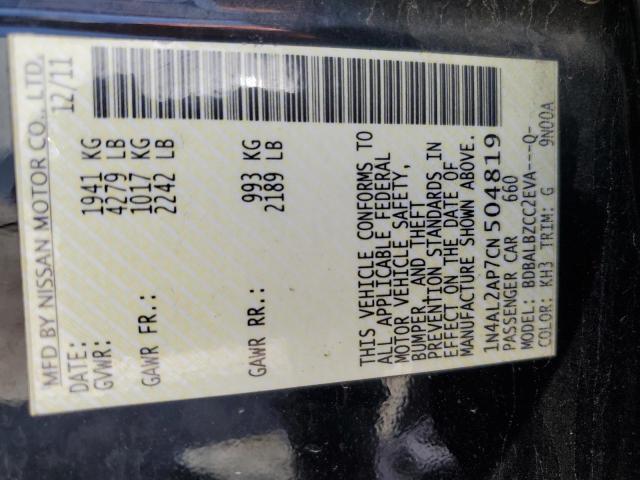 MFD BY NISSAN MOTOR CO., LTD.
DATE: 12/11
GVWR: 1941 KG
4279 LB
GAWR FR.: 1017 KG
2242 LB
GAWR RR.: 993 KG
2189 LB
THIS VEHICLE CONFORMS TO
ALL APPLICABLE FEDERAL
MOTOR VEHICLE SAFETY,
BUMPER, AND THEFT
PREVENTION STANDARDS IN
EFFECT ON THE DATE OF
MANUFACTURE SHOWN ABOVE.
1N4AL2AP7CN504819
PASSENGER CAR 660
MODEL: BDBALBZCC2EVA----Q-
COLOR: KH3 TRIM: G 9N00A